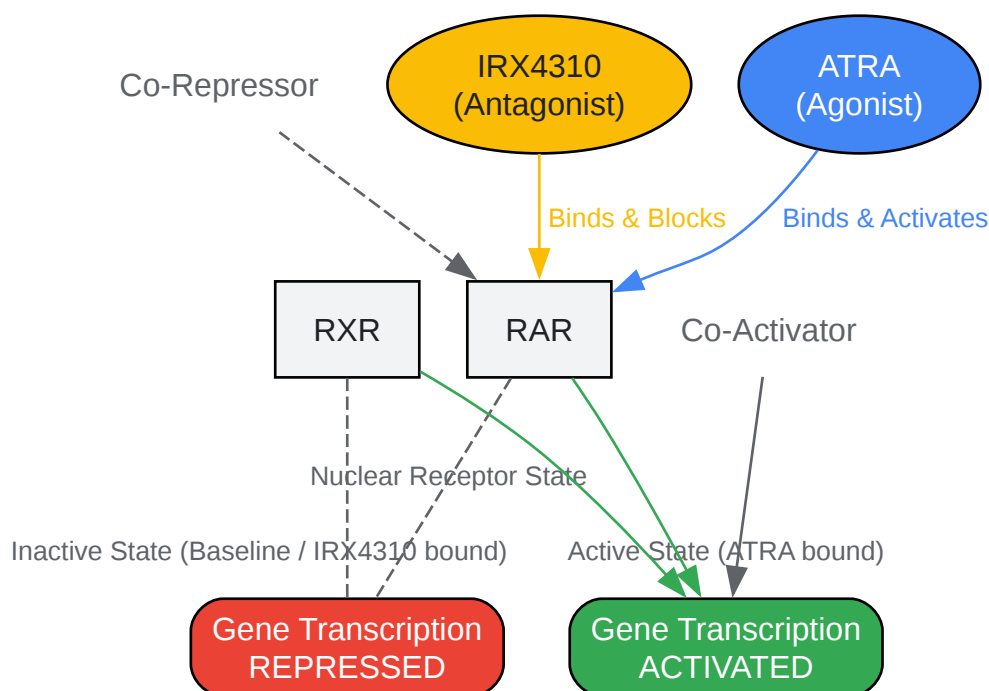 Co-Repressor
IRX4310
(Antagonist)
ATRA
(Agonist)
Binds & Blocks
Binds & Activates
RXR
RAR
Co-Activator
Nuclear Receptor State
Inactive State (Baseline / IRX4310 bound)
Active State (ATRA bound)
Gene Transcription
REPRESSED
Gene Transcription
ACTIVATED